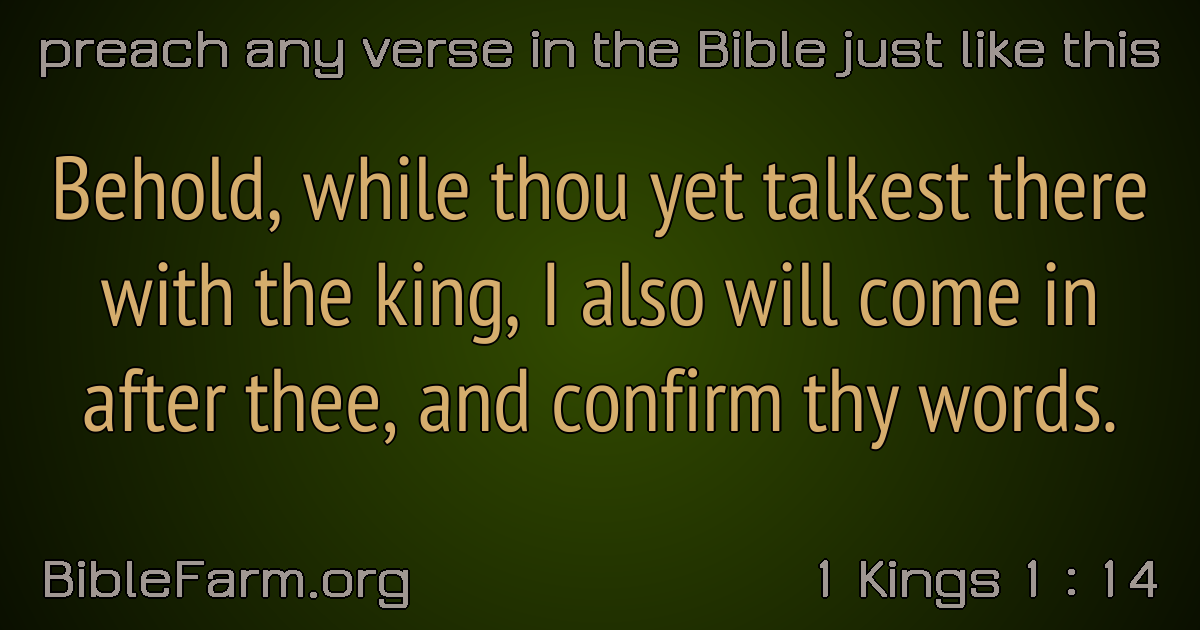 preach any verse in the Bible just like this
Behold, while thou yet talkest there
with the king, I also will come in
after thee, and confirm thy words.
BibleFarm.org
1 Kings 1 : 14